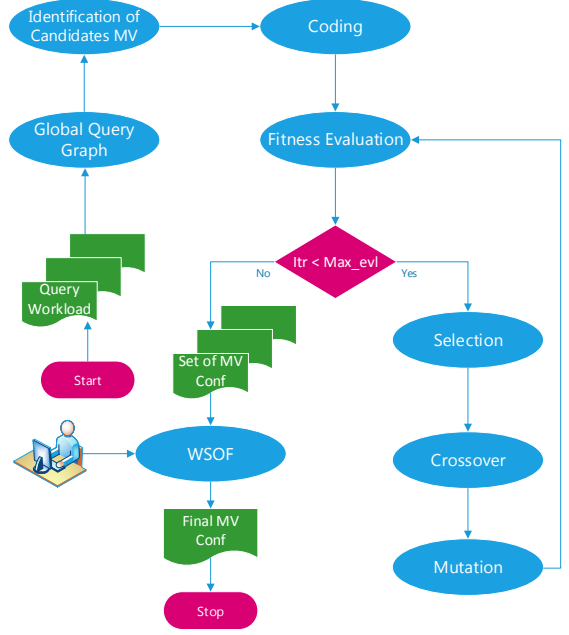 Identification of
Candidates MV
Coding
Global Query
Graph
Fitness Evaluation
Itr < Max_evl
No
Yes
Query
Workload
Start
Set of MV
Conf
Selection
WSOF
Crossover
Final MV
Conf
Mutation
Stop